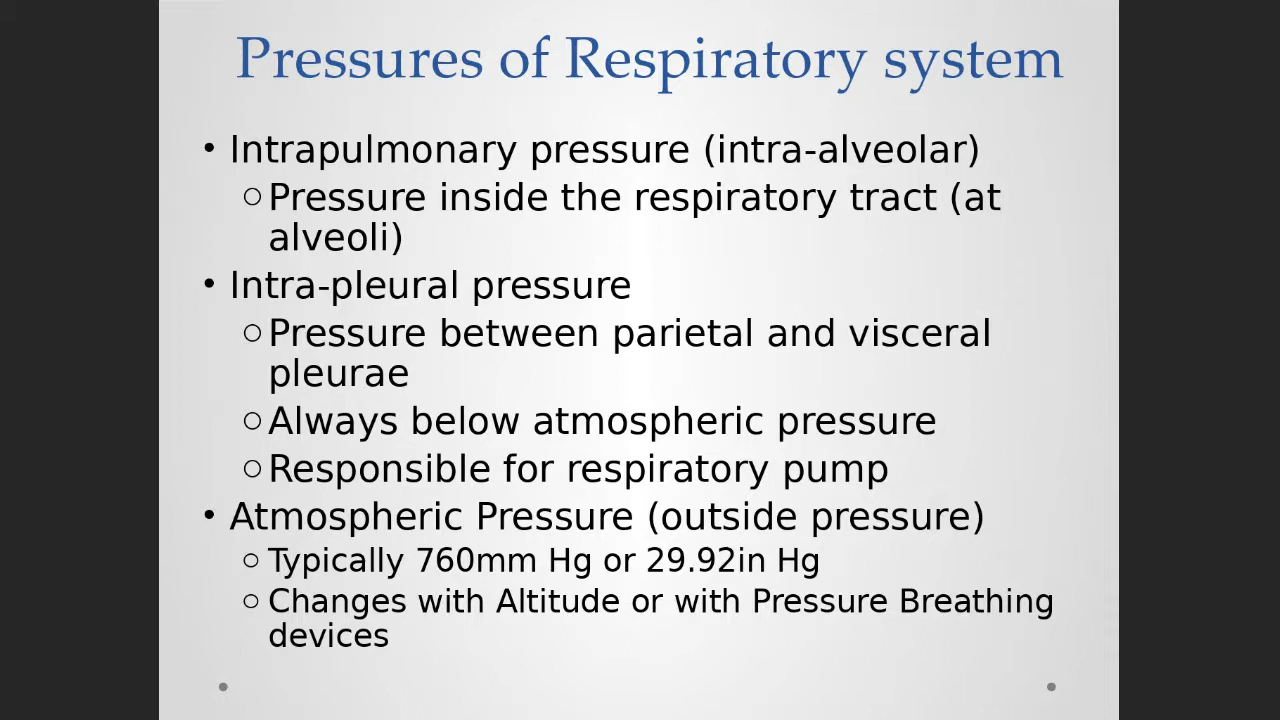 Pressures of Respiratory system
• Intrapulmonary pressure (intra-alveolar)
○ Pressure inside the respiratory tract (at
alveoli)
• Intra-pleural pressure
○ Pressure between parietal and visceral
pleurae
○ Always below atmospheric pressure
○ Responsible for respiratory pump
• Atmospheric Pressure (outside pressure)
○ Typically 760mm Hg or 29.92in Hg
○ Changes with Altitude or with Pressure Breathing
devices